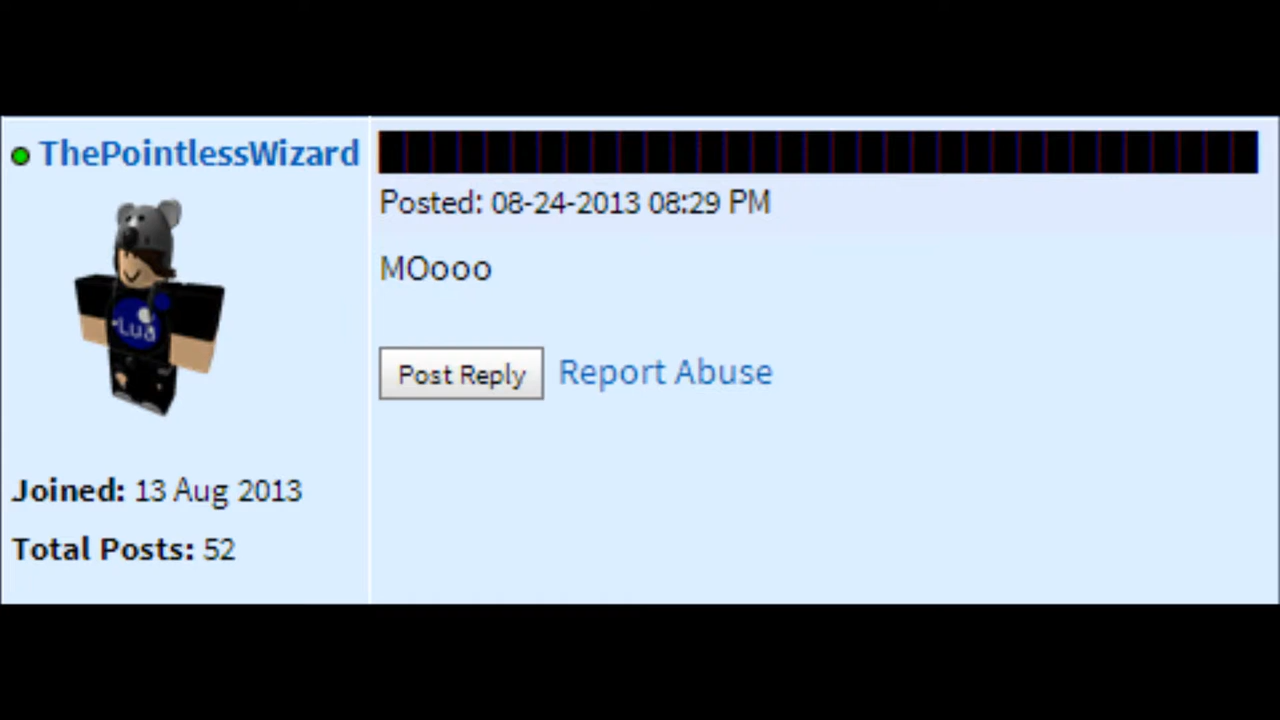 ThePointlessWizard
Posted: 08-24-2013 08:29 PM
MOooo
Lua
Post Reply Report Abuse
Joined: 13 Aug 2013
Total Posts: 52